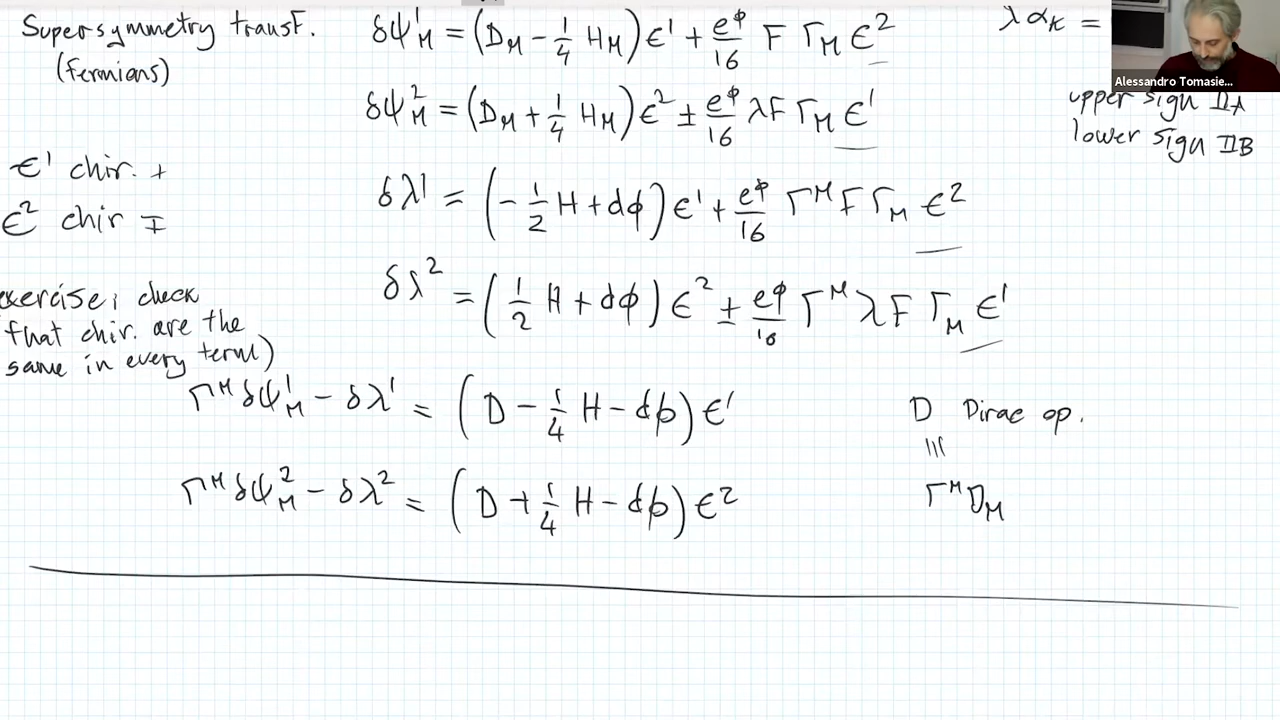 Supersymmetry transf.
(fermions)
δψ¹_M = (D_M − 1/4 H_M) ϵ¹ + e^ϕ/16 F Γ_M ϵ²
λ α_k =
Alessandro Tomasie...
δψ²_M = (D_M + 1/4 H_M) ϵ² ± e^ϕ/16 λF Γ_M ϵ¹
upper sign IIA
lower sign IIB
ϵ¹ chir. +
ϵ² chir ∓
δλ¹ = (−1/2 H + dϕ) ϵ¹ + e^ϕ/16 Γ^M F Γ_M ϵ²
δλ² = (1/2 H + dϕ) ϵ² ± e^ϕ/16 Γ^M λF Γ_M ϵ¹
exercise: check
that chir. are the
same in every term)
Γ^M δψ¹_M − δλ¹ = (D − 1/4 H − dϕ) ϵ¹
D Dirac op.
|||
Γ^M D_M
Γ^M δψ²_M − δλ² = (D + 1/4 H − dϕ) ϵ²